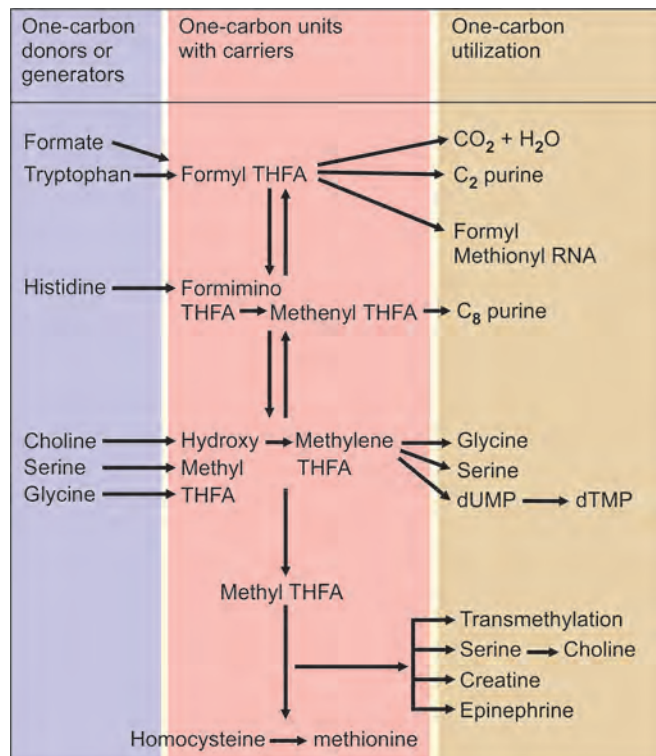 One-carbon
donors or
generators
One-carbon units
with carriers
One-carbon
utilization
Formate
Tryptophan
Formyl THFA
CO2 + H2O
C2 purine
Formyl
Methionyl RNA
Histidine
Formimino
THFA
Methenyl THFA
C8 purine
Choline
Serine
Glycine
Hydroxy
Methyl
THFA
Methylene
THFA
Glycine
Serine
dUMP
dTMP
Methyl THFA
Transmethylation
Serine
Choline
Creatine
Epinephrine
Homocysteine
methionine